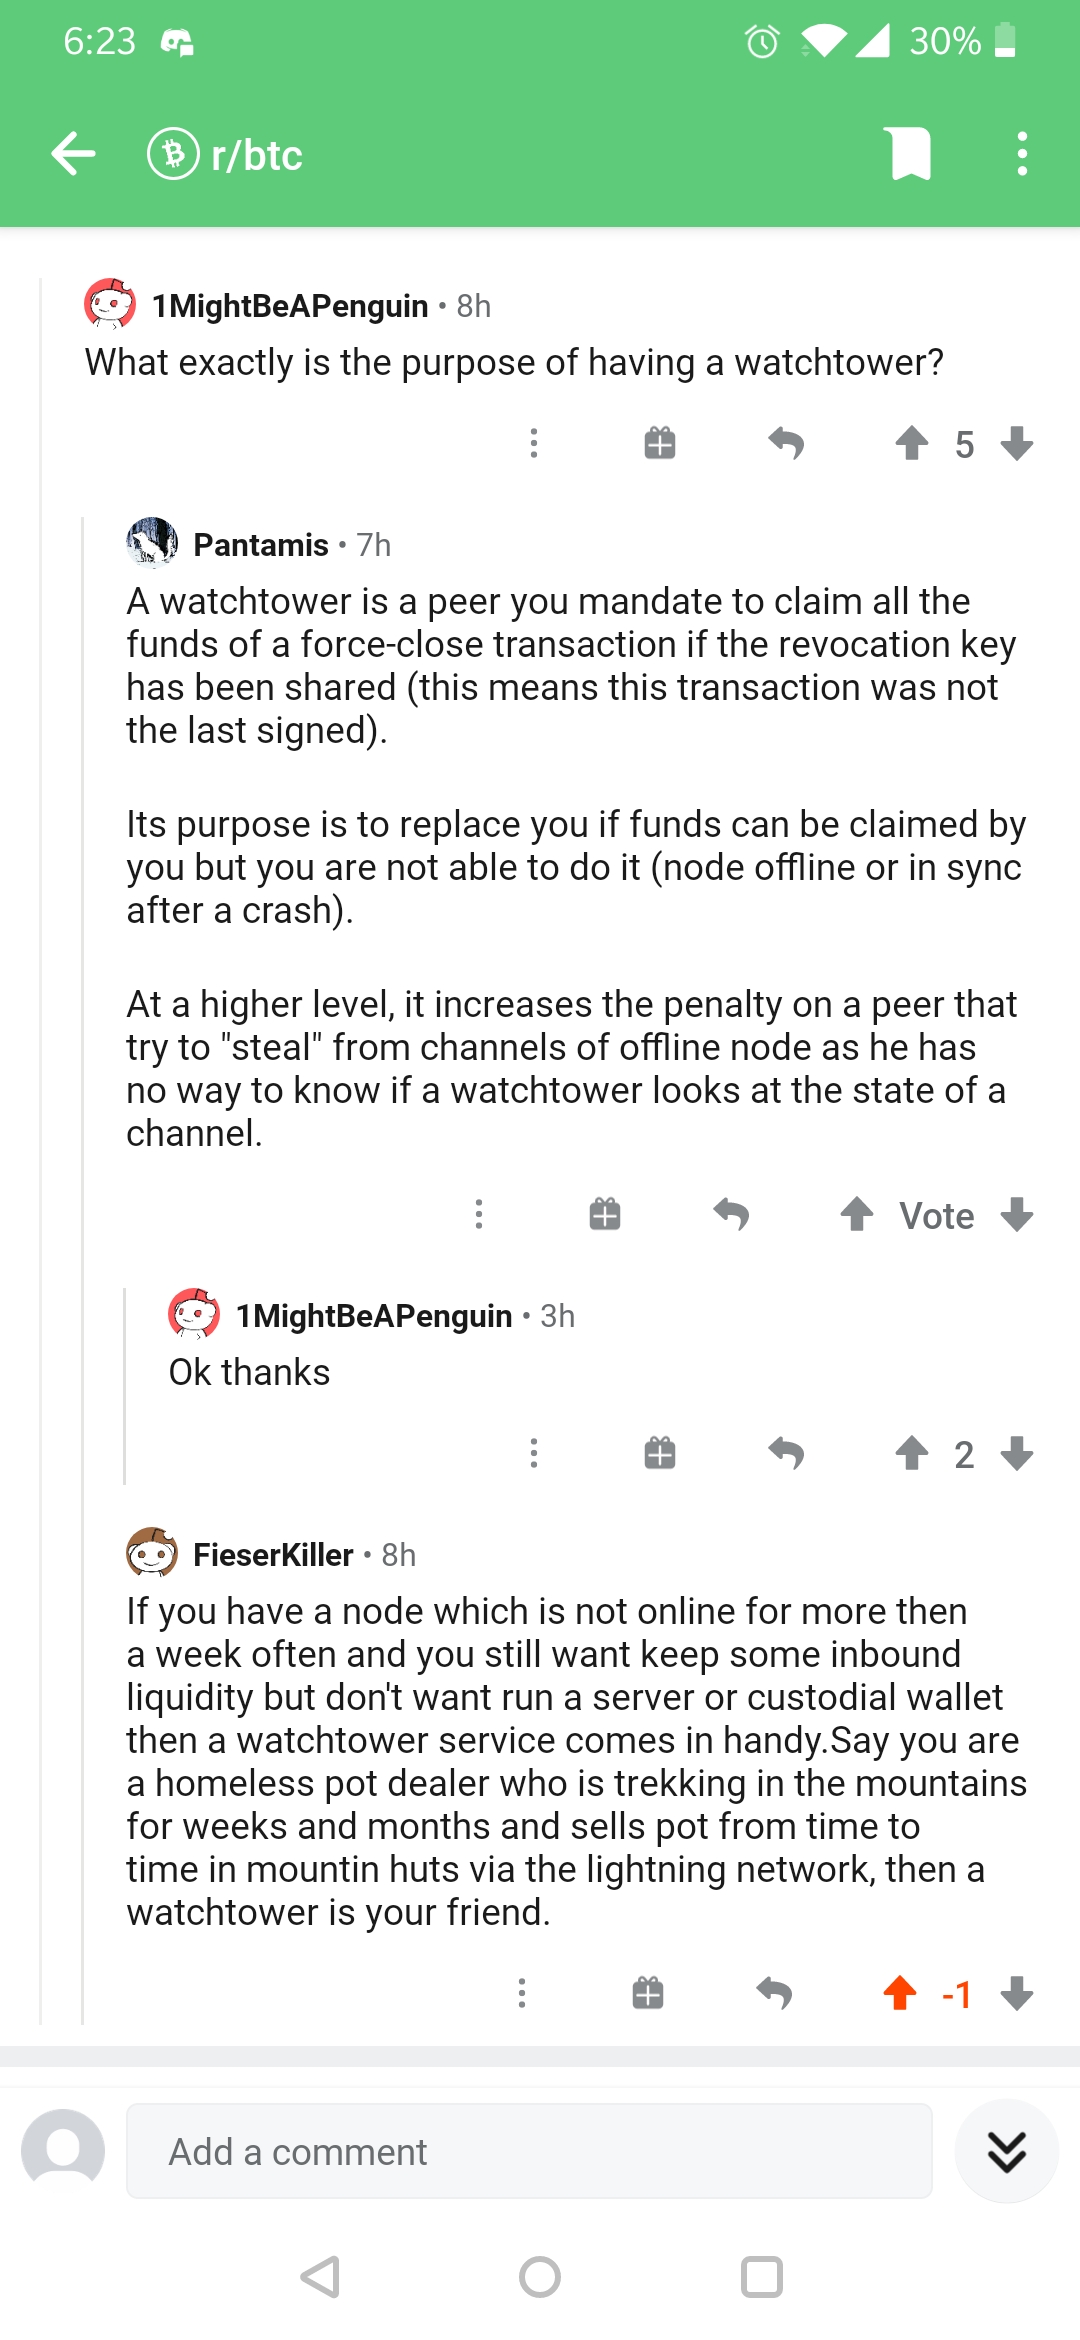 6:23
30%
r/btc
1MightBeAPenguin • 8h
What exactly is the purpose of having a watchtower?
5
Pantamis • 7h
A watchtower is a peer you mandate to claim all the
funds of a force-close transaction if the revocation key
has been shared (this means this transaction was not
the last signed).
Its purpose is to replace you if funds can be claimed by
you but you are not able to do it (node offline or in sync
after a crash).
At a higher level, it increases the penalty on a peer that
try to "steal" from channels of offline node as he has
no way to know if a watchtower looks at the state of a
channel.
Vote
1MightBeAPenguin • 3h
Ok thanks
2
FieserKiller • 8h
If you have a node which is not online for more then
a week often and you still want keep some inbound
liquidity but don't want run a server or custodial wallet
then a watchtower service comes in handy.Say you are
a homeless pot dealer who is trekking in the mountains
for weeks and months and sells pot from time to
time in mountin huts via the lightning network, then a
watchtower is your friend.
-1
Add a comment